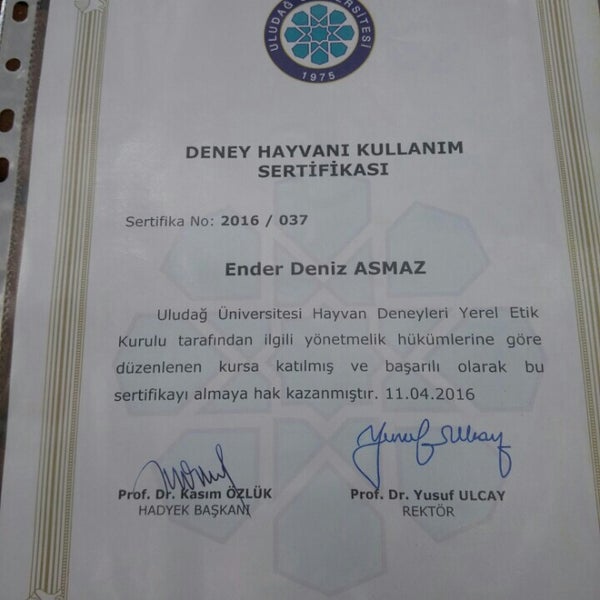 ULUDAĞ ÜNİVERSİTESİ
1975
DENEY HAYVANI KULLANIM
SERTİFİKASI
Sertifika No: 2016 / 037
Ender Deniz ASMAZ
Uludağ Üniversitesi Hayvan Deneyleri Yerel Etik
Kurulu tarafından ilgili yönetmelik hükümlerine göre
düzenlenen kursa katılmış ve başarılı olarak bu
sertifikayı almaya hak kazanmıştır. 11.04.2016
Yusuf Ulcay
Prof. Dr. Kasım ÖZLÜK Prof. Dr. Yusuf ULCAY
HADYEK BAŞKANI REKTÖR